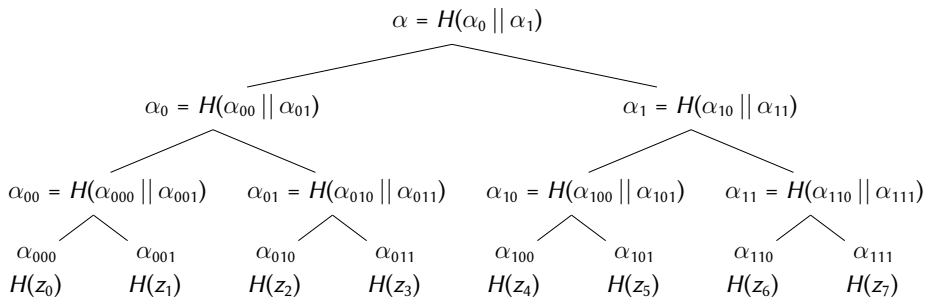 α = H(α₀ || α₁)
α₀ = H(α₀₀ || α₀₁) α₁ = H(α₁₀ || α₁₁)
α₀₀ = H(α₀₀₀ || α₀₀₁) α₀₁ = H(α₀₁₀ || α₀₁₁) α₁₀ = H(α₁₀₀ || α₁₀₁) α₁₁ = H(α₁₁₀ || α₁₁₁)
α₀₀₀ α₀₀₁ α₀₁₀ α₀₁₁ α₁₀₀ α₁₀₁ α₁₁₀ α₁₁₁
H(z₀) H(z₁) H(z₂) H(z₃) H(z₄) H(z₅) H(z₆) H(z₇)